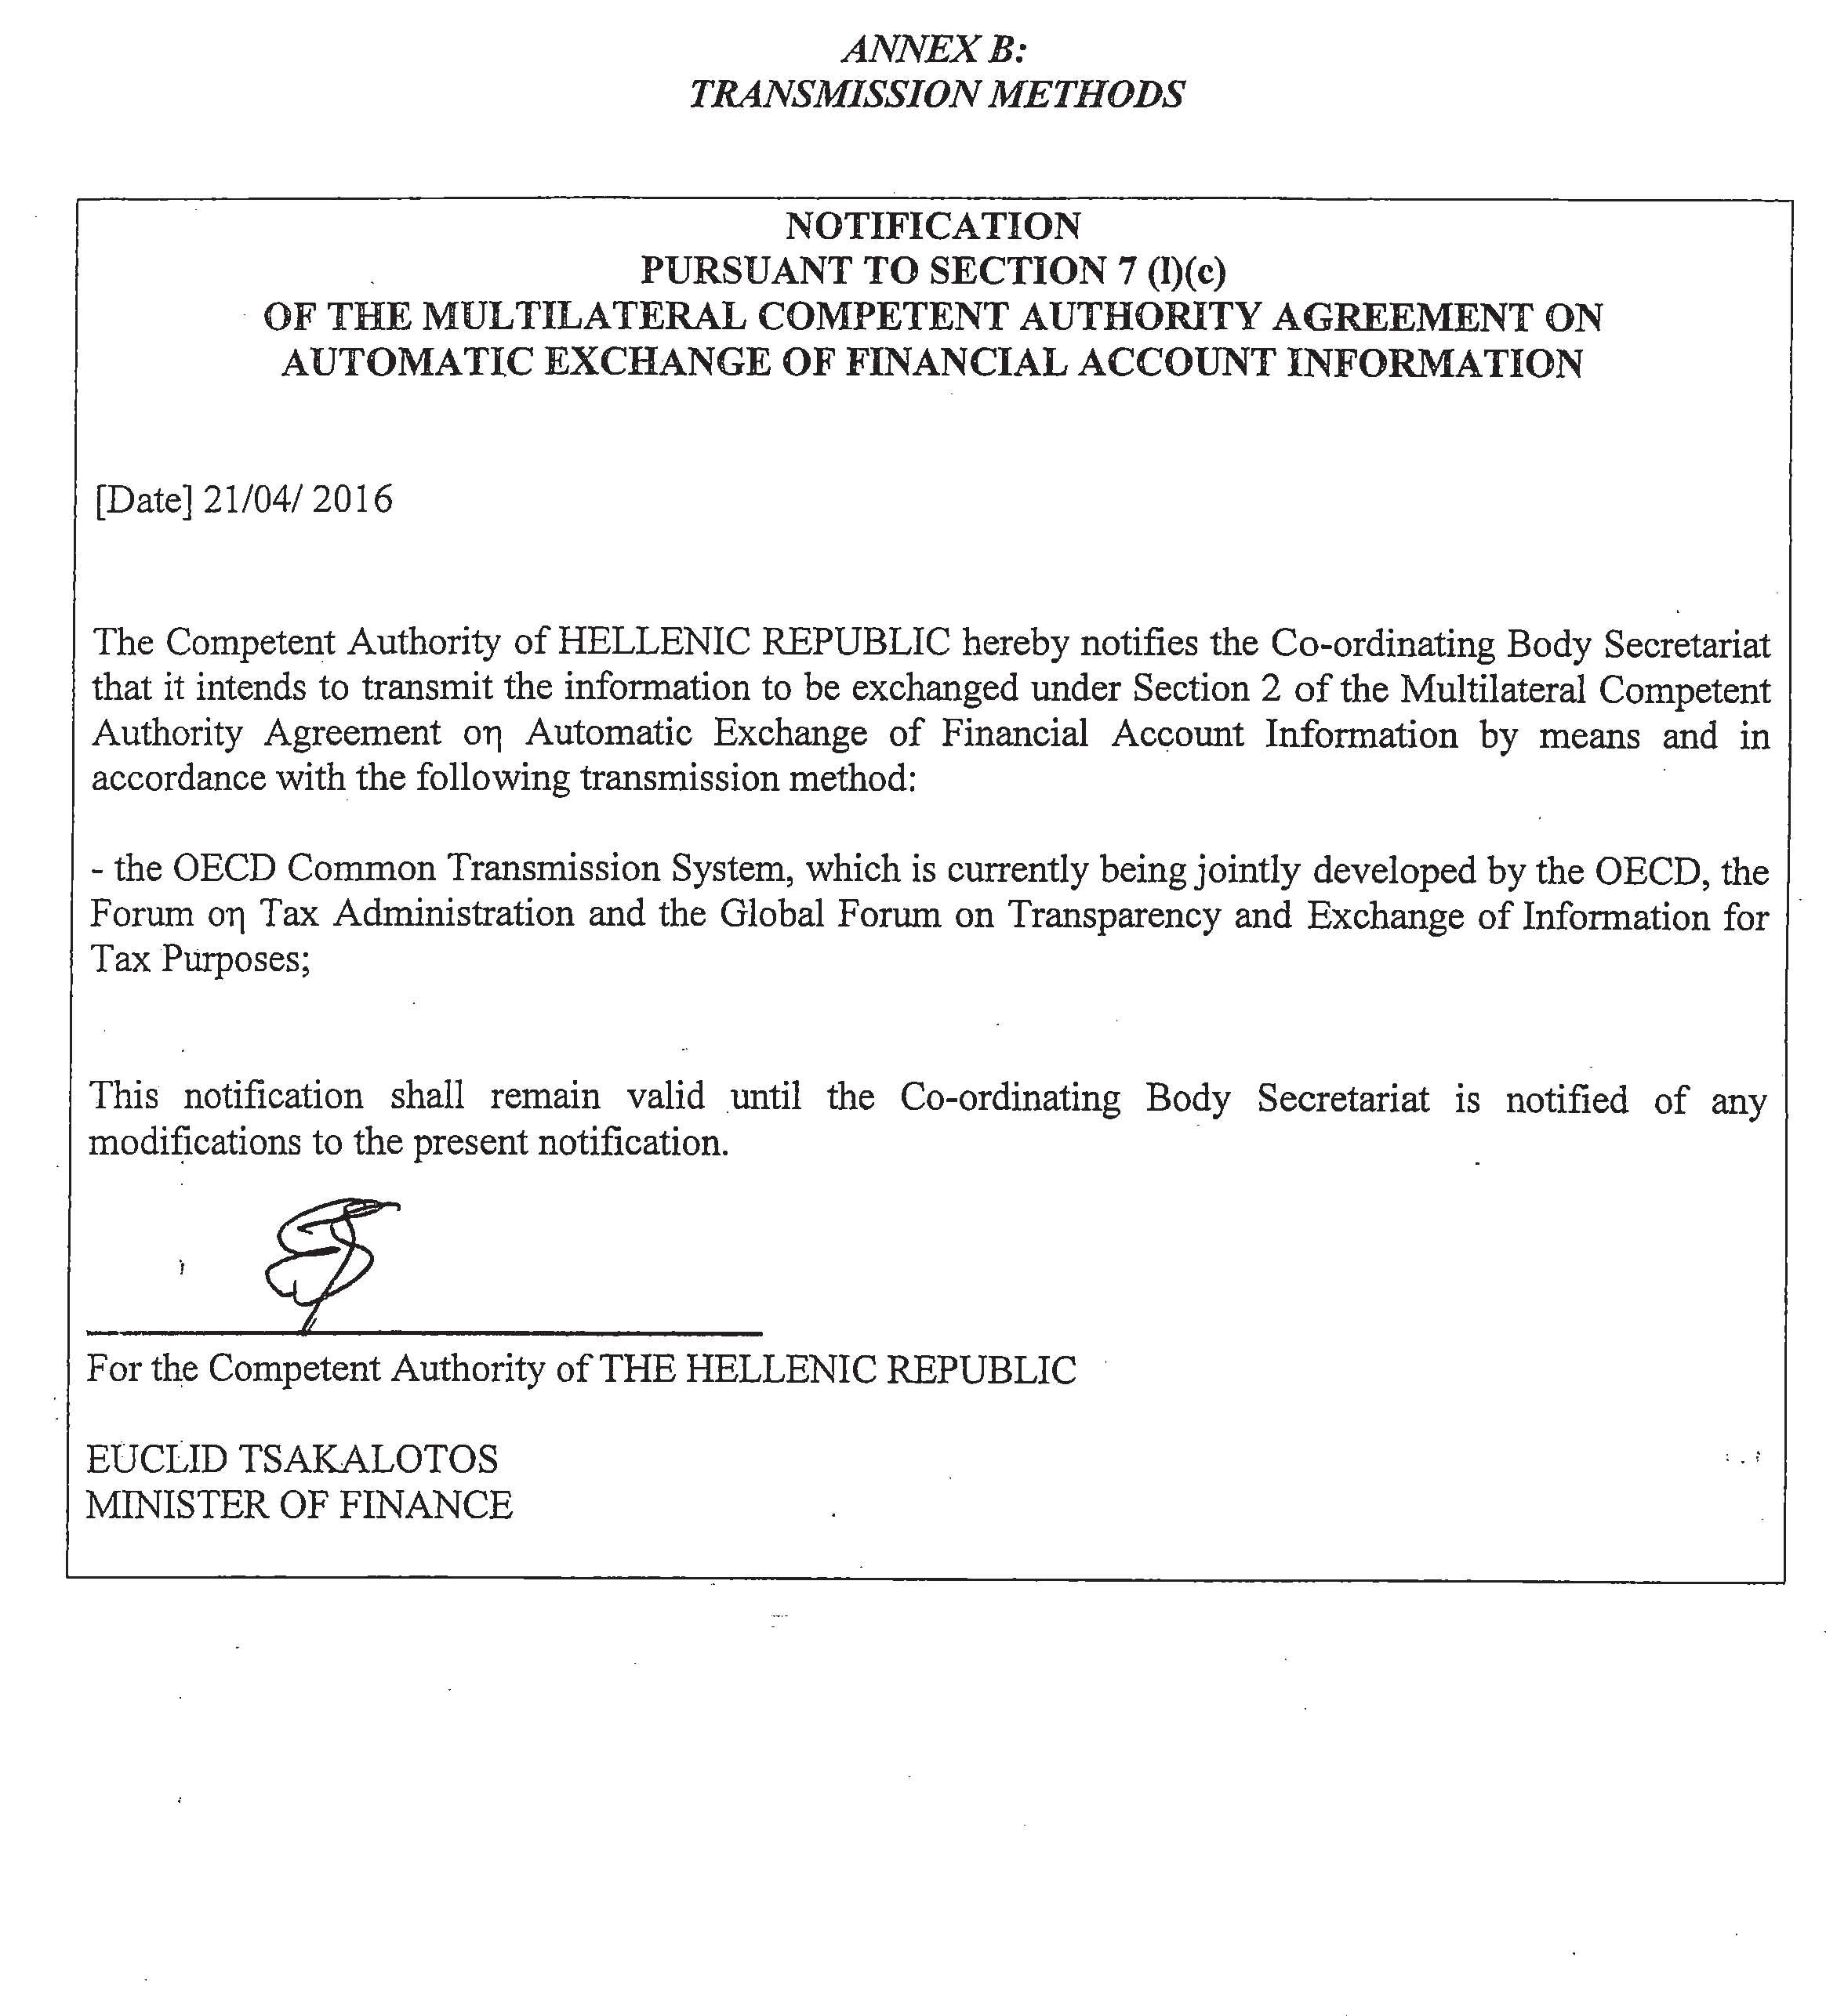 ANNEX B:
TRANSMISSION METHODS
NOTIFICATION
PURSUANT TO SECTION 7 (l)(c)
OF THE MULTILATERAL COMPETENT AUTHORITY AGREEMENT ON
AUTOMATIC EXCHANGE OF FINANCIAL ACCOUNT INFORMATION
[Date] 21/04/ 2016
The Competent Authority of HELLENIC REPUBLIC hereby notifies the Co-ordinating Body Secretariat
that it intends to transmit the information to be exchanged under Section 2 of the Multilateral Competent
Authority Agreement oη Automatic Exchange of Financial Account Information by means and in
accordance with the following transmission method:
- the OECD Common Transmission System, which is currently being jointly developed by the OECD, the
Forum oη Tax Administration and the Global Forum on Transparency and Exchange of Information for
Tax Purposes;
This notification shall remain valid until the Co-ordinating Body Secretariat is notified of any
modifications to the present notification.
For the Competent Authority of THE HELLENIC REPUBLIC
EUCLID TSAKALOTOS
MINISTER OF FINANCE